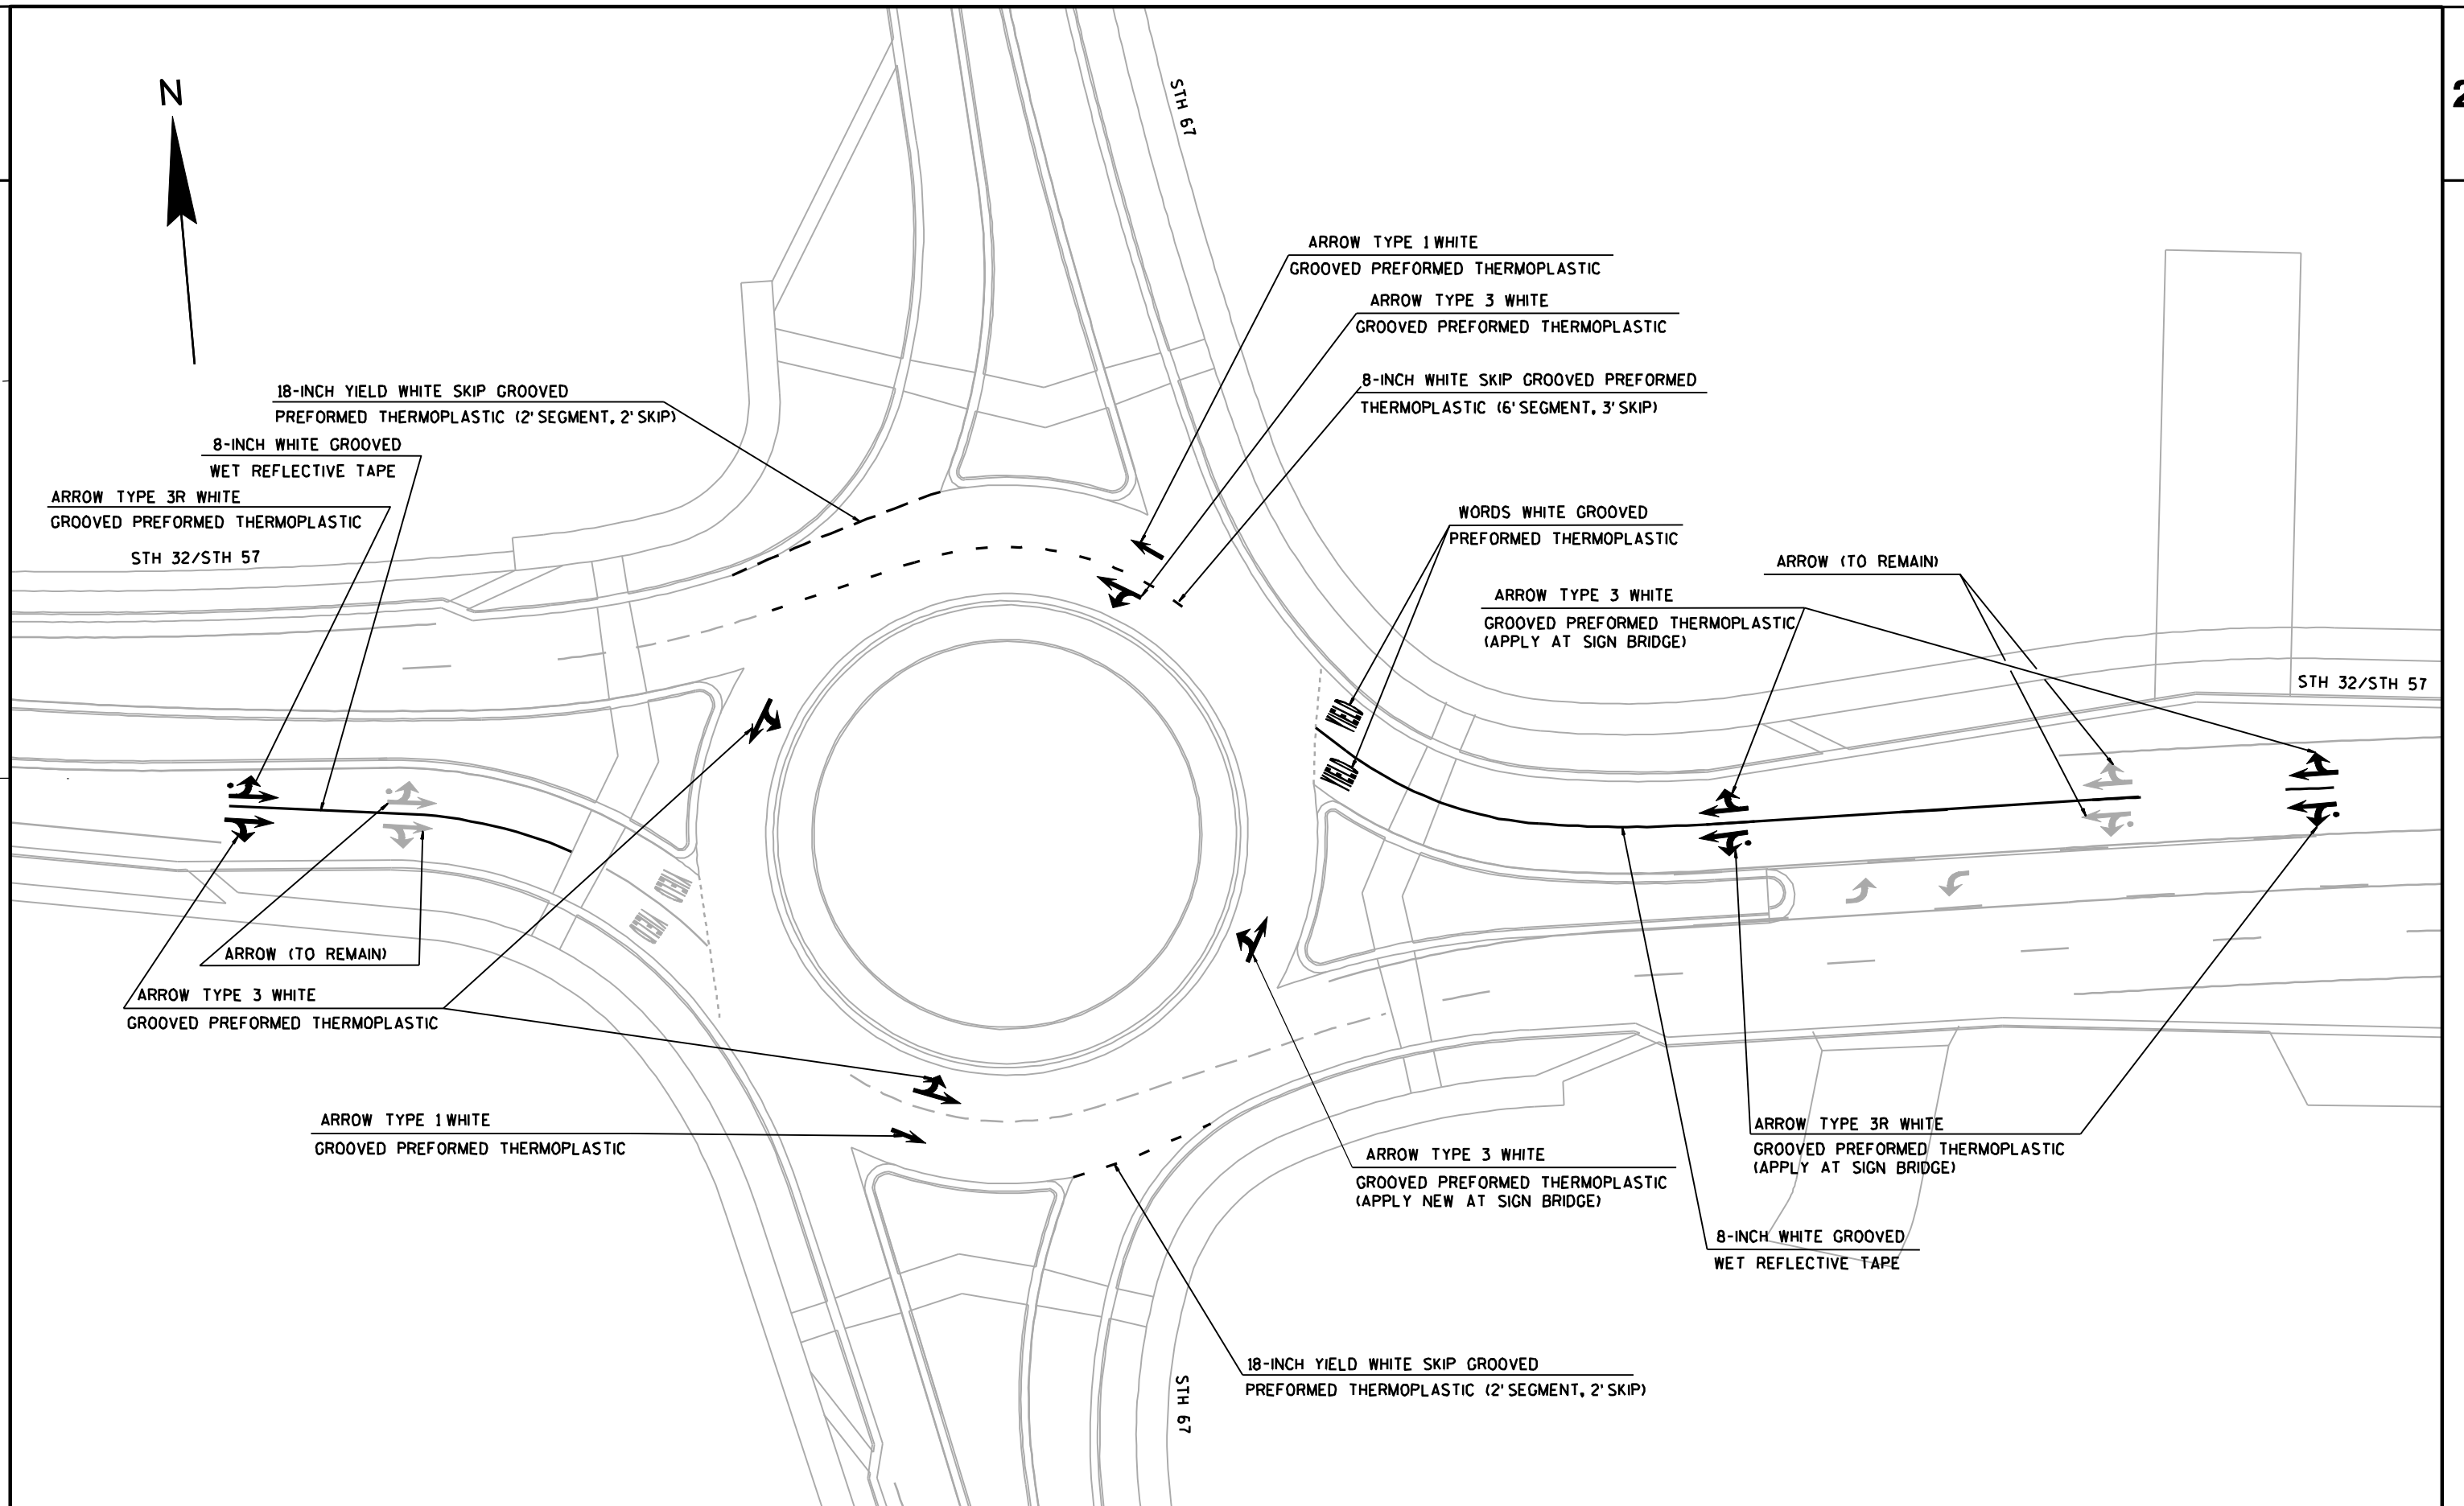 N
2
STH 67
ARROW TYPE 1 WHITE
GROOVED PREFORMED THERMOPLASTIC
ARROW TYPE 3 WHITE
GROOVED PREFORMED THERMOPLASTIC
8-INCH WHITE SKIP GROOVED PREFORMED
THERMOPLASTIC (6' SEGMENT, 3' SKIP)
18-INCH YIELD WHITE SKIP GROOVED
PREFORMED THERMOPLASTIC (2' SEGMENT, 2' SKIP)
8-INCH WHITE GROOVED
WET REFLECTIVE TAPE
ARROW TYPE 3R WHITE
GROOVED PREFORMED THERMOPLASTIC
STH 32/STH 57
WORDS WHITE GROOVED
PREFORMED THERMOPLASTIC
ARROW (TO REMAIN)
ARROW TYPE 3 WHITE
GROOVED PREFORMED THERMOPLASTIC
(APPLY AT SIGN BRIDGE)
STH 32/STH 57
ARROW (TO REMAIN)
ARROW TYPE 3 WHITE
GROOVED PREFORMED THERMOPLASTIC
ARROW TYPE 1 WHITE
GROOVED PREFORMED THERMOPLASTIC
ARROW TYPE 3 WHITE
GROOVED PREFORMED THERMOPLASTIC
(APPLY NEW AT SIGN BRIDGE)
ARROW TYPE 3R WHITE
GROOVED PREFORMED THERMOPLASTIC
(APPLY AT SIGN BRIDGE)
8-INCH WHITE GROOVED
WET REFLECTIVE TAPE
18-INCH YIELD WHITE SKIP GROOVED
PREFORMED THERMOPLASTIC (2' SEGMENT, 2' SKIP)
STH 67